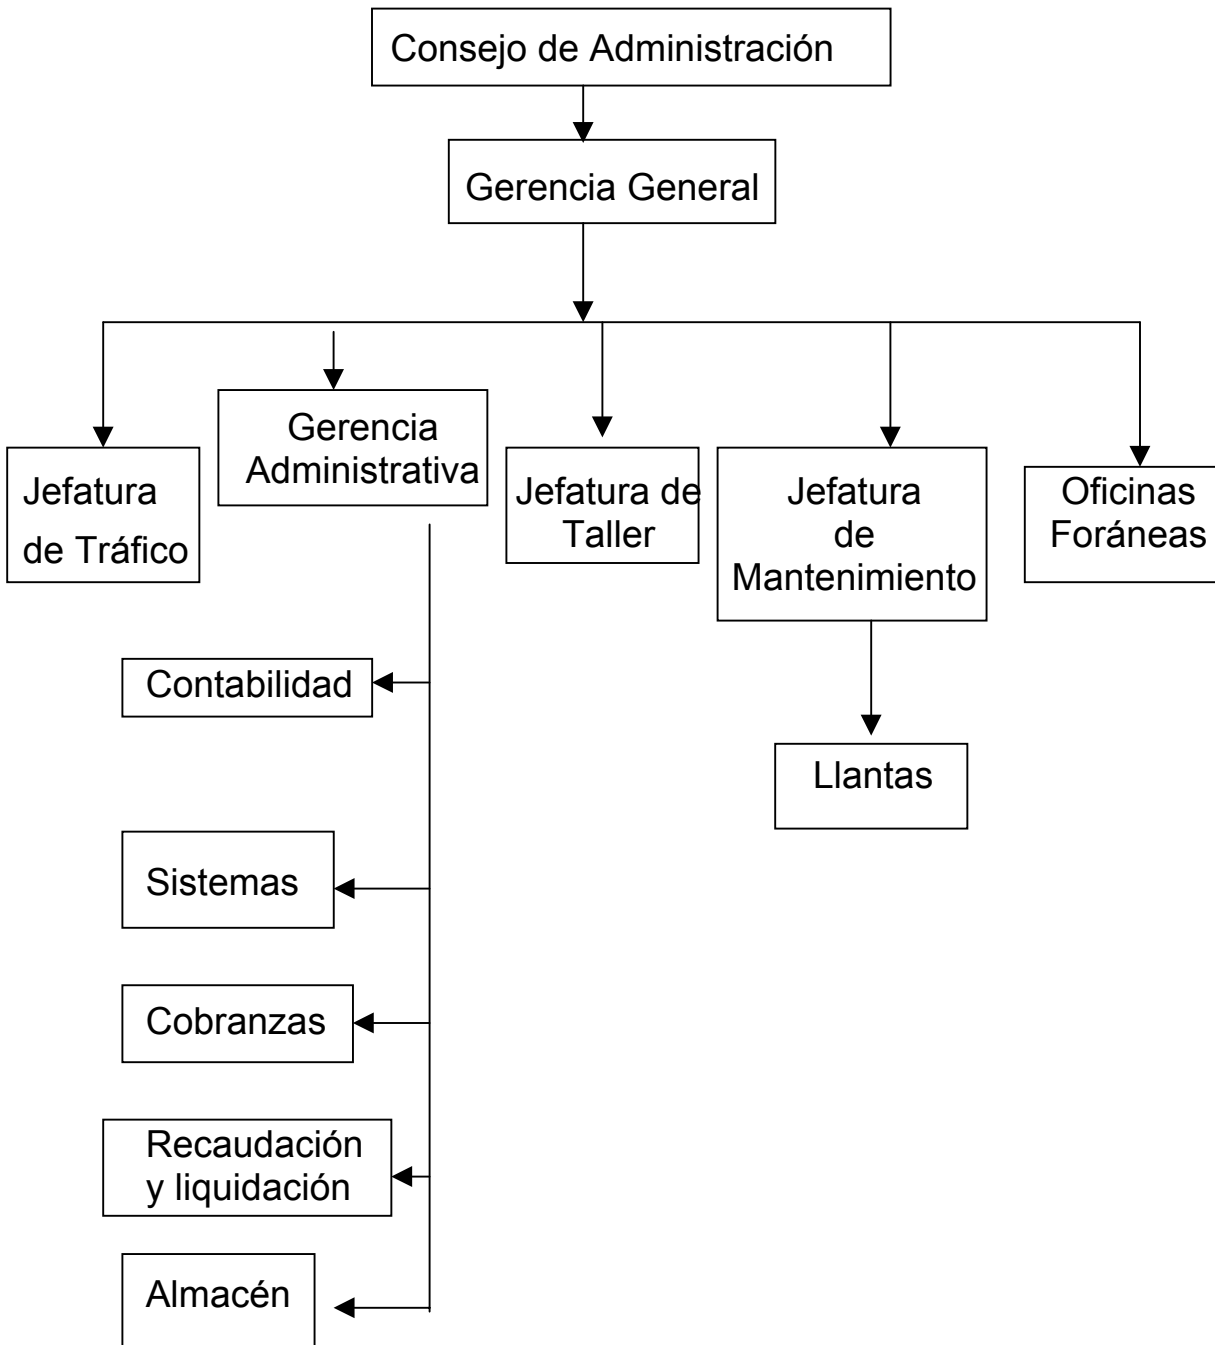 Consejo de Administración
Gerencia General
Gerencia
Administrativa
Jefatura
de Tráfico
Jefatura de
Taller
Jefatura
de
Mantenimiento
Oficinas
Foráneas
Contabilidad
Llantas
Sistemas
Cobranzas
Recaudación
y liquidación
Almacén